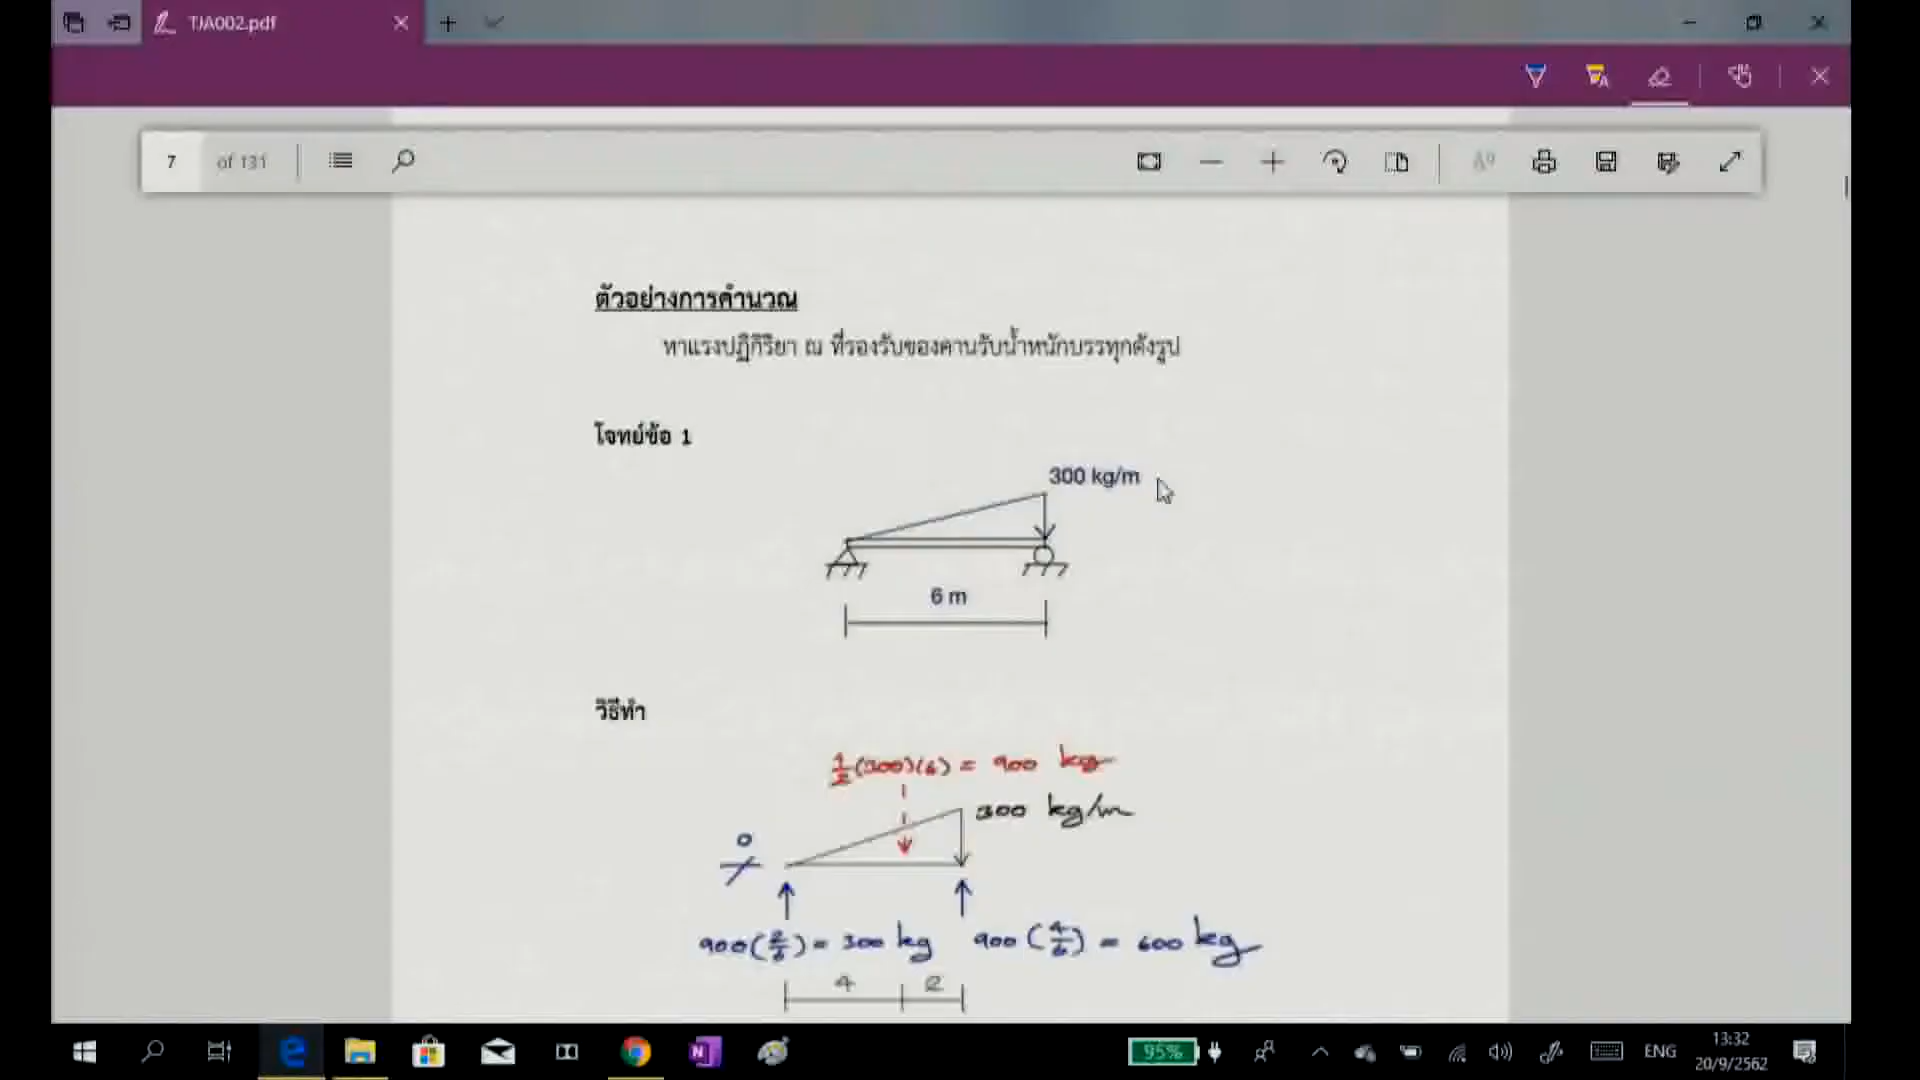 TJA002.pdf
7 of 131
ตัวอย่างการคำนวณ
หาแรงปฏิกิริยา ณ ที่รองรับของคานรับน้ำหนักบรรทุกดังรูป
โจทย์ข้อ 1
300 kg/m
6 m
วิธีทำ
1/2(300)(6) = 900 kg
300 kg/m
0
900(2/6) = 300 kg 900(4/6) = 600 kg
4 2
95%
ENG
13:32
20/9/2562